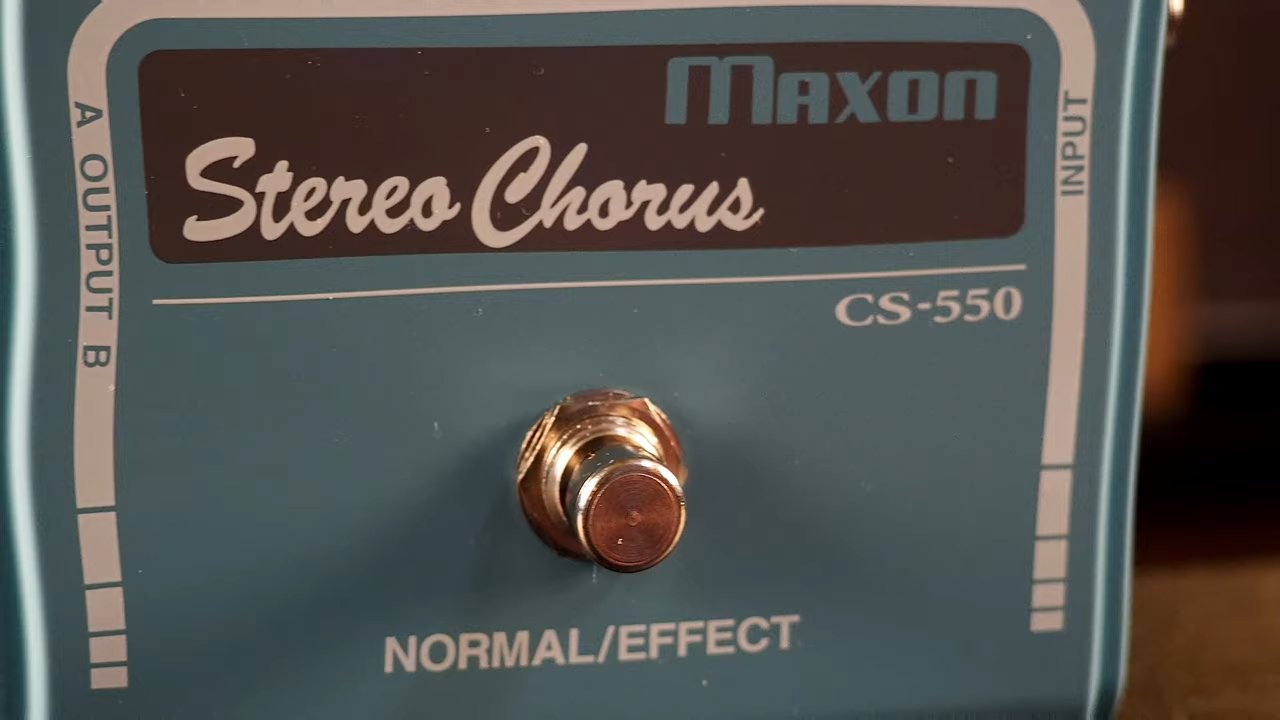 MAXON
Stereo Chorus
CS-550
A OUTPUT B
INPUT
NORMAL/EFFECT